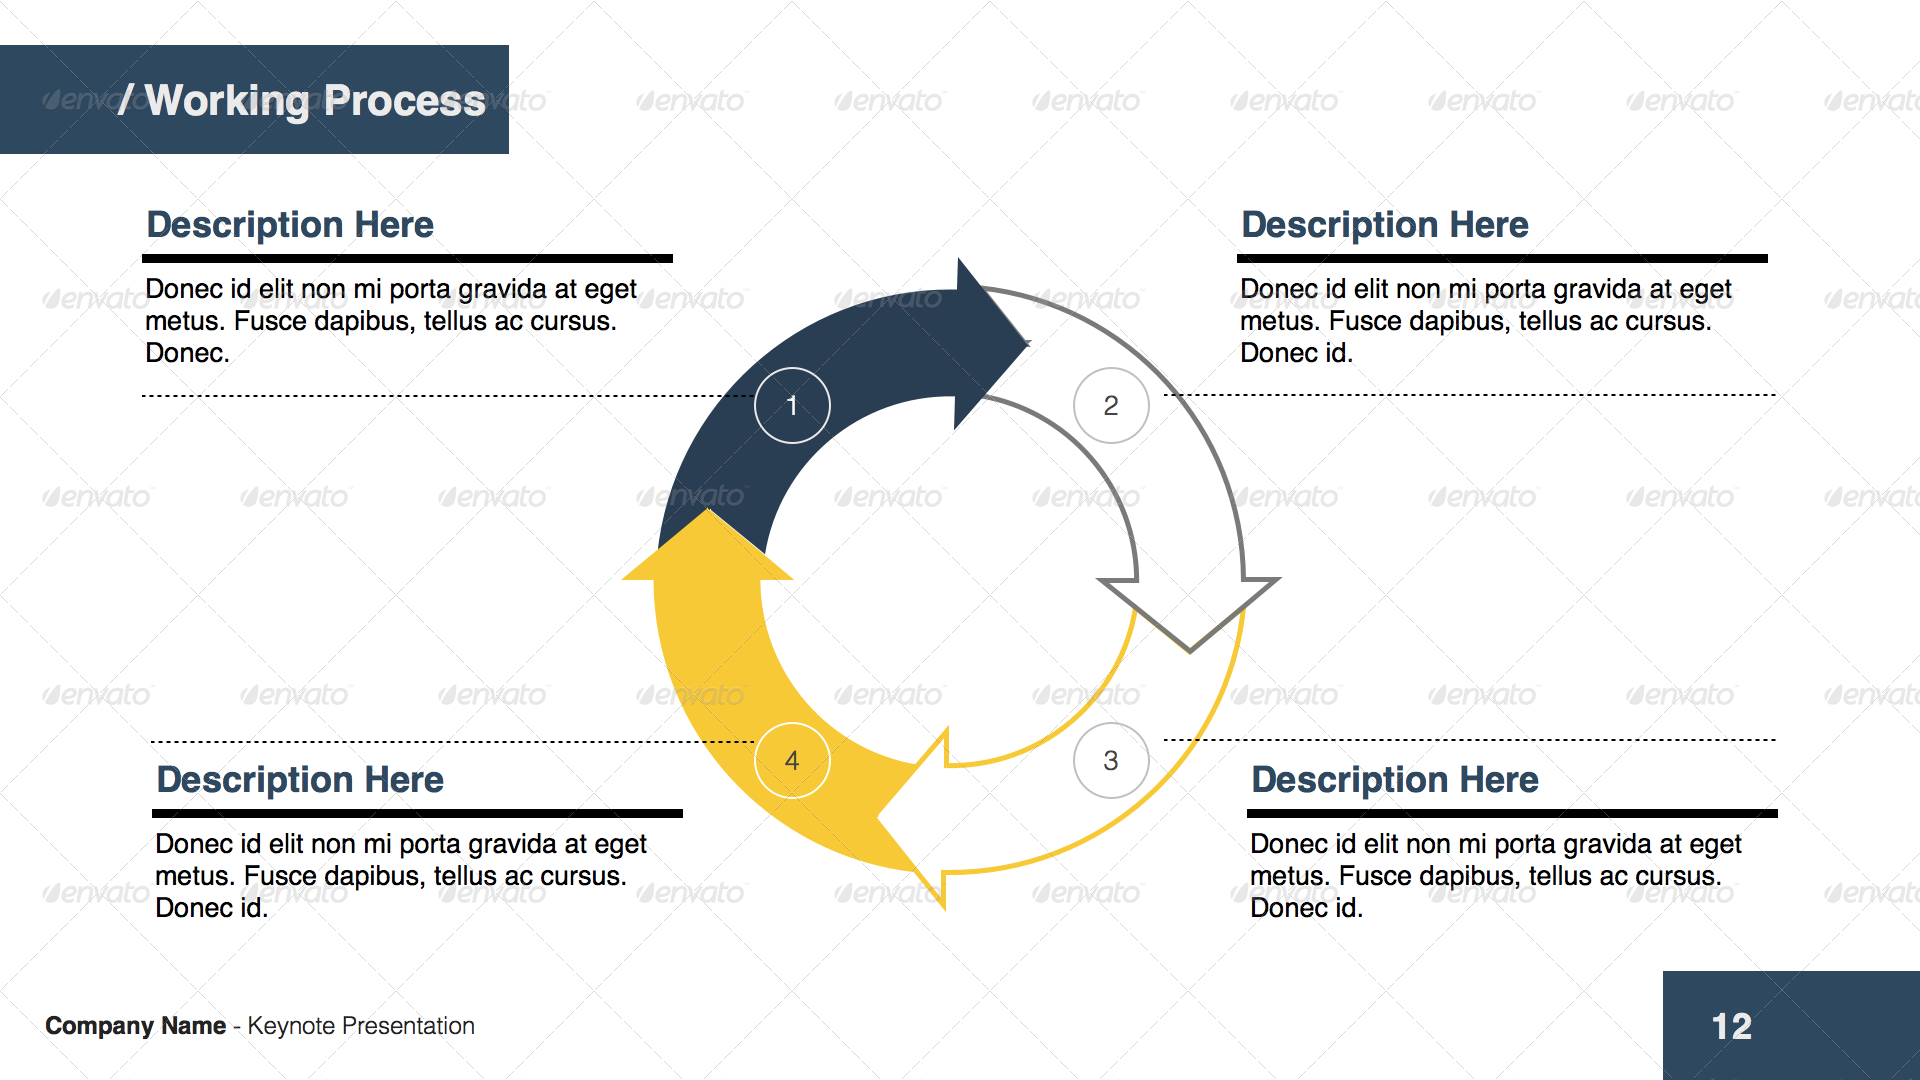 / Working Process
Description Here
Donec id elit non mi porta gravida at eget
metus. Fusce dapibus, tellus ac cursus.
Donec.
Description Here
Donec id elit non mi porta gravida at eget
metus. Fusce dapibus, tellus ac cursus.
Donec id.
1
2
3
4
Description Here
Donec id elit non mi porta gravida at eget
metus. Fusce dapibus, tellus ac cursus.
Donec id.
Description Here
Donec id elit non mi porta gravida at eget
metus. Fusce dapibus, tellus ac cursus.
Donec id.
Company Name - Keynote Presentation
12
envato